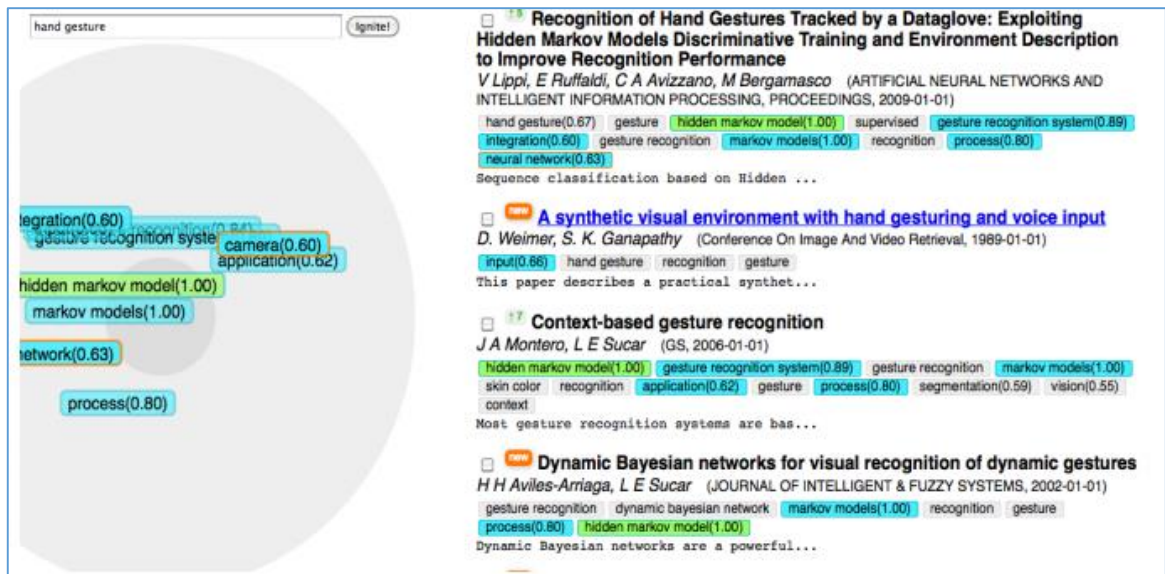 hand gesture
Ignite!
tegration(0.60)
recognition(0.84)
gesture recognition syste
camera(0.60)
application(0.62)
hidden markov model(1.00)
markov models(1.00)
network(0.63)
process(0.80)
↑5 Recognition of Hand Gestures Tracked by a Dataglove: Exploiting
Hidden Markov Models Discriminative Training and Environment Description
to Improve Recognition Performance
V Lippi, E Ruffaldi, C A Avizzano, M Bergamasco (ARTIFICIAL NEURAL NETWORKS AND
INTELLIGENT INFORMATION PROCESSING, PROCEEDINGS, 2009-01-01)
hand gesture(0.67) gesture hidden markov model(1.00) supervised gesture recognition system(0.89)
integration(0.60) gesture recognition markov models(1.00) recognition process(0.80)
neural network(0.63)
Sequence classification based on Hidden ...
new A synthetic visual environment with hand gesturing and voice input
D. Weimer, S. K. Ganapathy (Conference On Image And Video Retrieval, 1989-01-01)
input(0.66) hand gesture recognition gesture
This paper describes a practical synthet...
↑7 Context-based gesture recognition
J A Montero, L E Sucar (GS, 2006-01-01)
hidden markov model(1.00) gesture recognition system(0.89) gesture recognition markov models(1.00)
skin color recognition application(0.62) gesture process(0.80) segmentation(0.59) vision(0.55)
context
Most gesture recognition systems are bas...
new Dynamic Bayesian networks for visual recognition of dynamic gestures
H H Aviles-Arriaga, L E Sucar (JOURNAL OF INTELLIGENT & FUZZY SYSTEMS, 2002-01-01)
gesture recognition dynamic bayesian network markov models(1.00) recognition gesture
process(0.80) hidden markov model(1.00)
Dynamic Bayesian networks are a powerful...